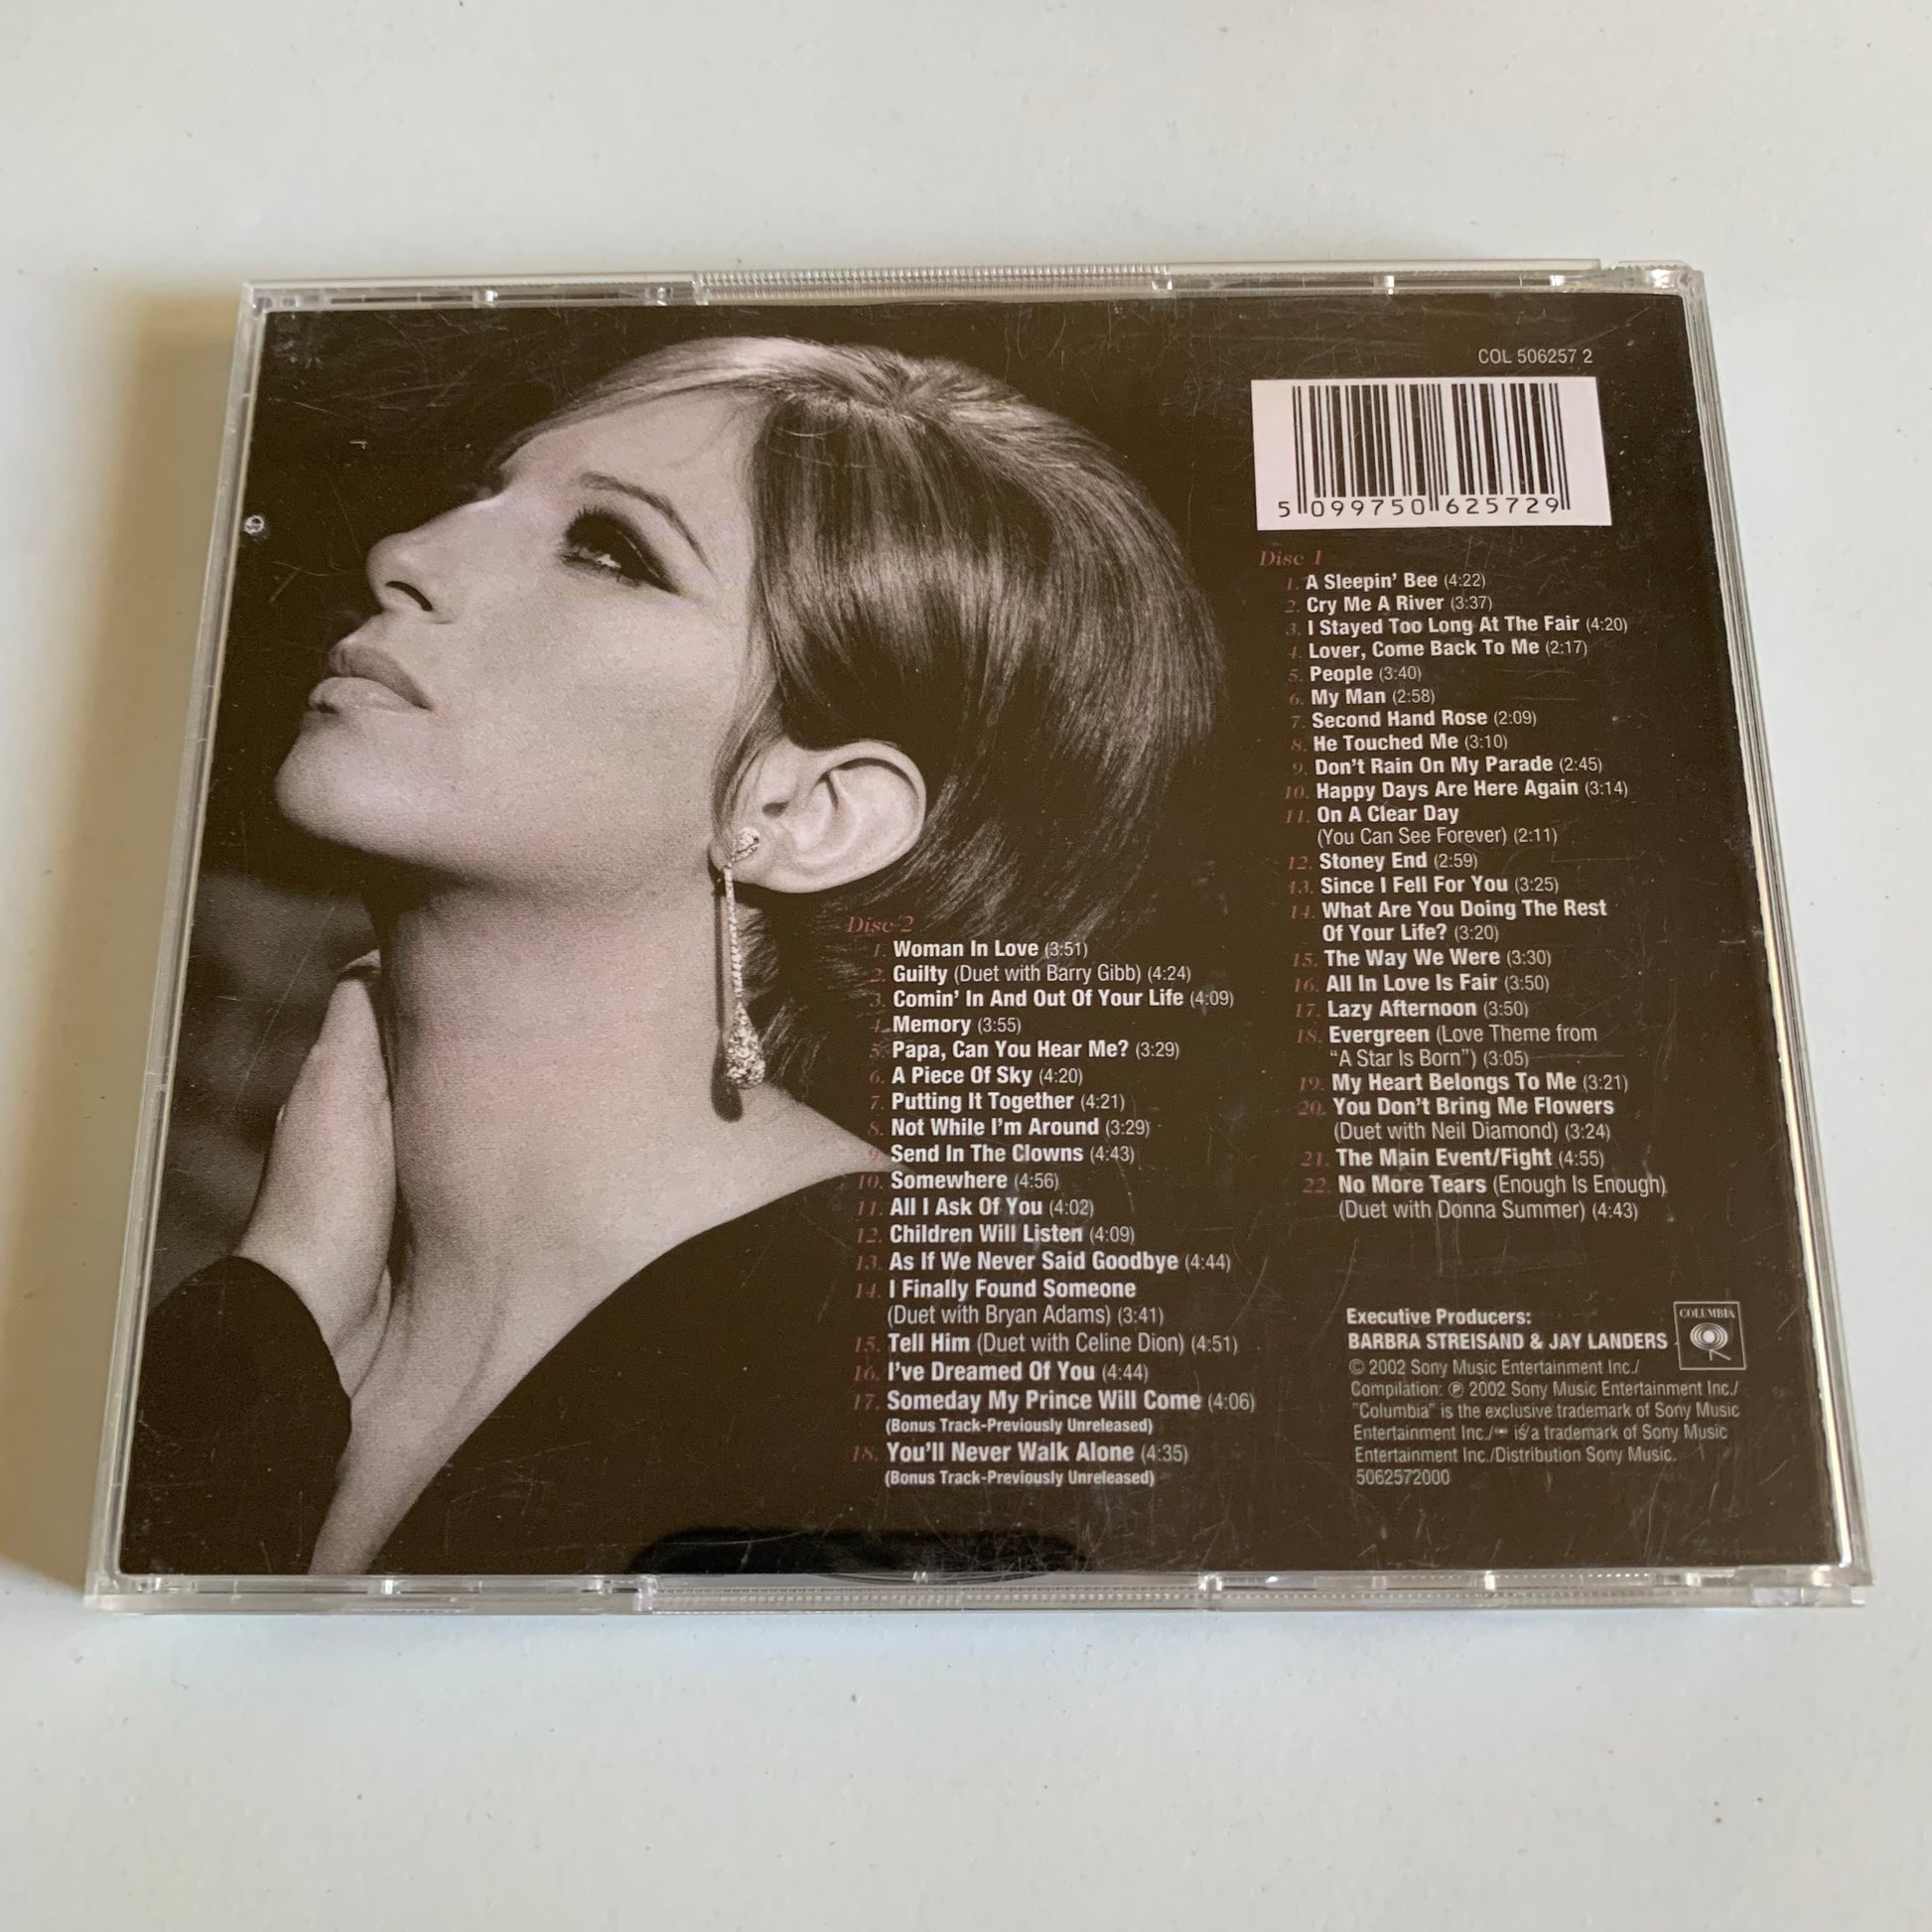 COL 506257 2
5 099750 625729
Disc 1
1. A Sleepin' Bee (4:22)
2. Cry Me A River (3:37)
3. I Stayed Too Long At The Fair (4:20)
4. Lover, Come Back To Me (2:17)
5. People (3:40)
6. My Man (2:58)
7. Second Hand Rose (2:09)
8. He Touched Me (3:10)
9. Don't Rain On My Parade (2:45)
10. Happy Days Are Here Again (3:14)
11. On A Clear Day
(You Can See Forever) (2:11)
12. Stoney End (2:59)
13. Since I Fell For You (3:25)
14. What Are You Doing The Rest
Of Your Life? (3:20)
15. The Way We Were (3:30)
16. All In Love Is Fair (3:50)
17. Lazy Afternoon (3:50)
18. Evergreen (Love Theme from
"A Star Is Born") (3:05)
19. My Heart Belongs To Me (3:21)
20. You Don't Bring Me Flowers
(Duet with Neil Diamond) (3:24)
21. The Main Event/Fight (4:55)
22. No More Tears (Enough Is Enough)
(Duet with Donna Summer) (4:43)
Disc 2
1. Woman In Love (3:51)
2. Guilty (Duet with Barry Gibb) (4:24)
3. Comin' In And Out Of Your Life (4:09)
4. Memory (3:55)
5. Papa, Can You Hear Me? (3:29)
6. A Piece Of Sky (4:20)
7. Putting It Together (4:21)
8. Not While I'm Around (3:29)
9. Send In The Clowns (4:43)
10. Somewhere (4:56)
11. All I Ask Of You (4:02)
12. Children Will Listen (4:09)
13. As If We Never Said Goodbye (4:44)
14. I Finally Found Someone
(Duet with Bryan Adams) (3:41)
15. Tell Him (Duet with Celine Dion) (4:51)
16. I've Dreamed Of You (4:44)
17. Someday My Prince Will Come (4:06)
(Bonus Track-Previously Unreleased)
18. You'll Never Walk Alone (4:35)
(Bonus Track-Previously Unreleased)
Executive Producers:
BARBRA STREISAND & JAY LANDERS
COLUMBIA
© 2002 Sony Music Entertainment Inc./
Compilation: ℗ 2002 Sony Music Entertainment Inc./
"Columbia" is the exclusive trademark of Sony Music
Entertainment Inc./ is a trademark of Sony Music
Entertainment Inc./Distribution Sony Music.
5062572000